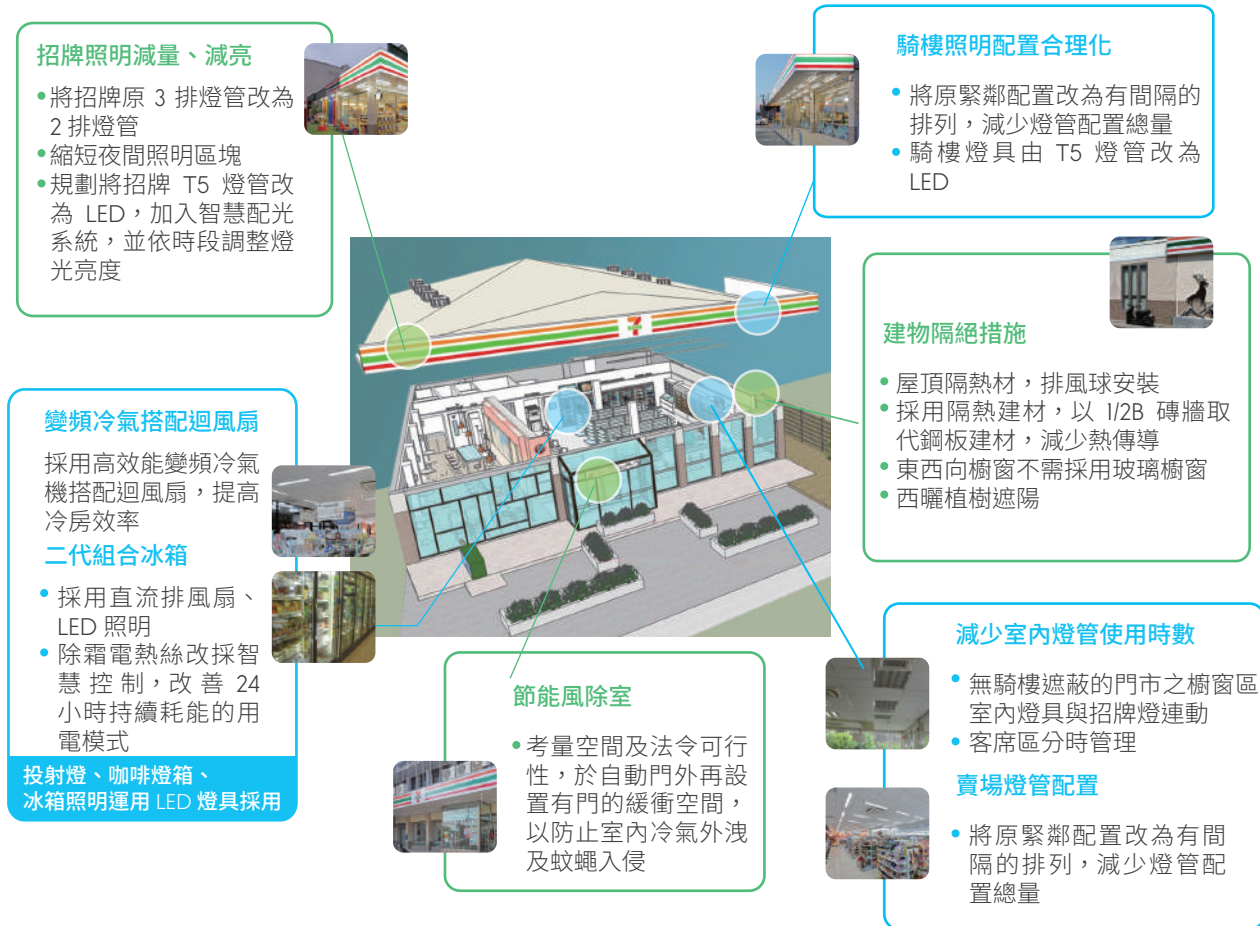 招牌照明減量、減亮
•將招牌原 3 排燈管改為
2 排燈管
•縮短夜間照明區塊
•規劃將招牌 T5 燈管改
為 LED，加入智慧配光
系統，並依時段調整燈
光亮度
騎樓照明配置合理化
• 將原緊鄰配置改為有間隔的
排列，減少燈管配置總量
• 騎樓燈具由 T5 燈管改為
LED
建物隔絕措施
• 屋頂隔熱材，排風球安裝
• 採用隔熱建材，以 1/2B 磚牆取
代鋼板建材，減少熱傳導
• 東西向櫥窗不需採用玻璃櫥窗
• 西曬植樹遮陽
變頻冷氣搭配迴風扇
採用高效能變頻冷氣
機搭配迴風扇，提高
冷房效率
二代組合冰箱
• 採用直流排風扇、
LED 照明
• 除霜電熱絲改採智
慧控制，改善 24
小時持續耗能的用
電模式
投射燈、咖啡燈箱、
冰箱照明運用 LED 燈具採用
節能風除室
• 考量空間及法令可行
性，於自動門外再設
置有門的緩衝空間，
以防止室內冷氣外洩
及蚊蠅入侵
減少室內燈管使用時數
• 無騎樓遮蔽的門市之櫥窗區
室內燈具與招牌燈連動
• 客席區分時管理
賣場燈管配置
• 將原緊鄰配置改為有間
隔的排列，減少燈管配
置總量
7